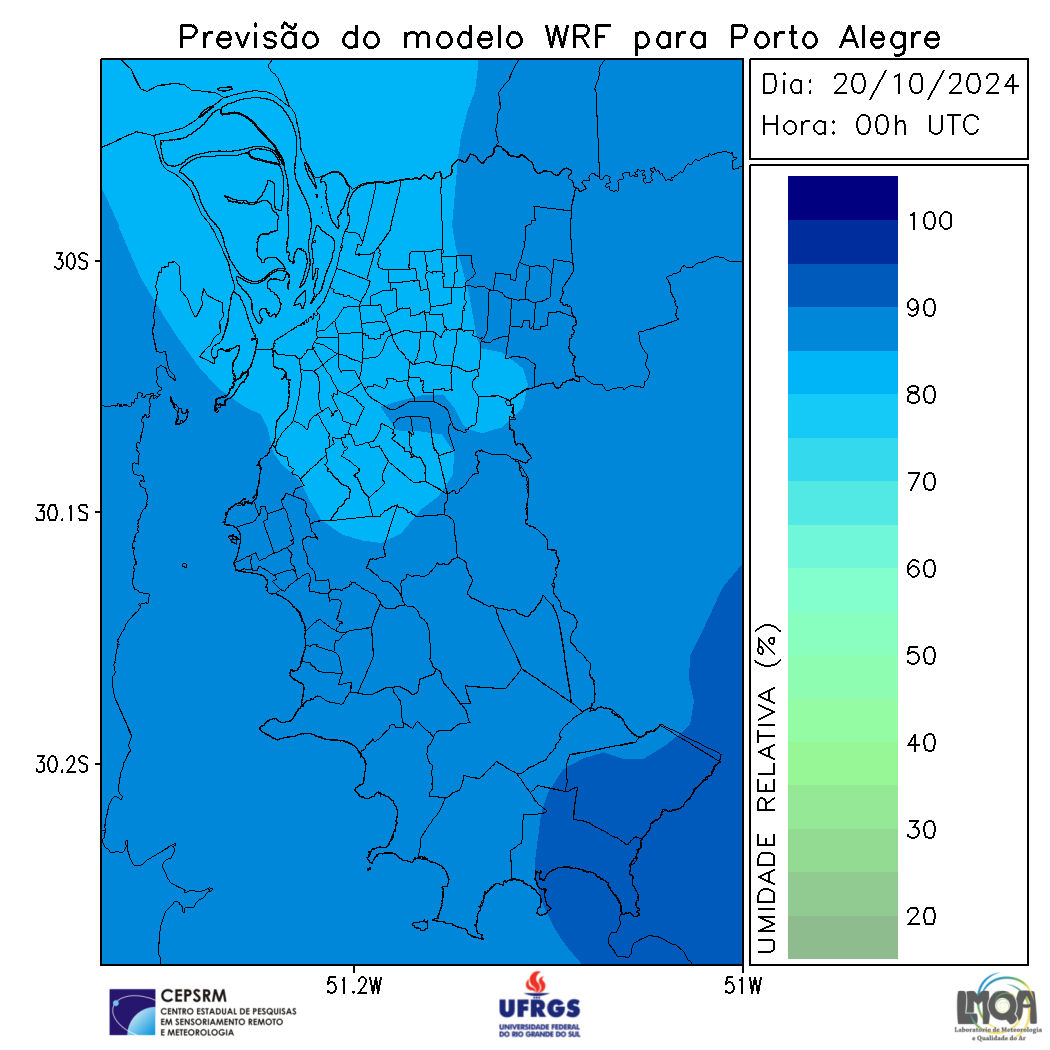 Previsão do modelo WRF para Porto Alegre
Dia: 20/10/2024
Hora: 00h UTC
30S
30.1S
30.2S
51.2W
51W
UMIDADE RELATIVA (%)
100
90
80
70
60
50
40
30
20
CEPSRM
CENTRO ESTADUAL DE PESQUISAS
EM SENSORIAMENTO REMOTO
E METEOROLOGIA
UFRGS
UNIVERSIDADE FEDERAL
DO RIO GRANDE DO SUL
LMQA
Laboratório de Meteorologia
e Qualidade do Ar